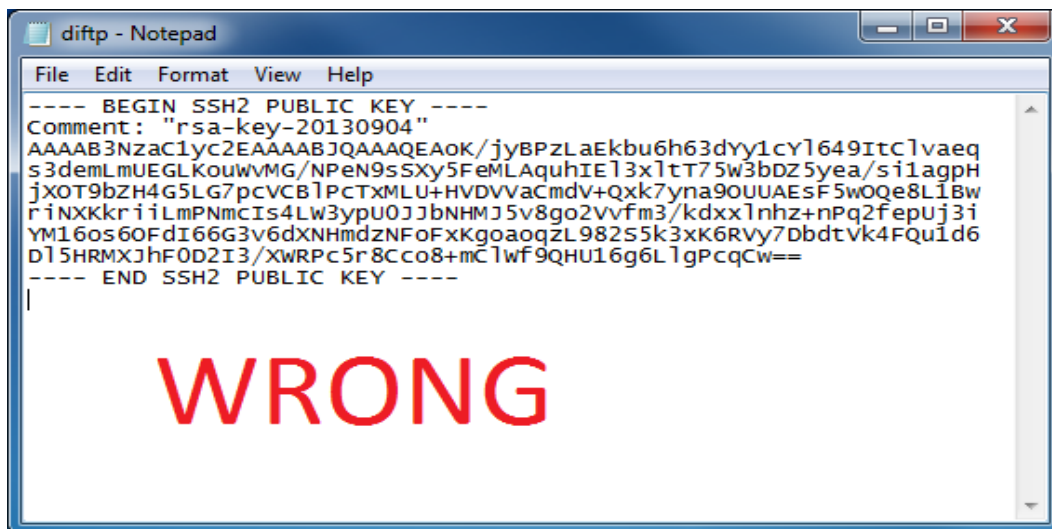 diftp - Notepad
File Edit Format View Help
---- BEGIN SSH2 PUBLIC KEY ----
Comment: "rsa-key-20130904"
AAAAB3NzaC1yc2EAAAABJQAAAQEAoK/jyBPzLaEkbu6h63dYy1cYl649ItClvaeq
s3demLmUEGLKouWvMG/NPeN9sSXy5FeMLAquhIEl3xltT75W3bDZ5yea/si1agpH
jXOT9bZH4G5LG7pcVCBlPcTxMLU+HVDVVaCmdV+Qxk7yna9OUUAEsF5wOQe8L1Bw
riNXKkriiLmPNmcIs4LW3ypU0JJbNHMJ5v8go2Vvfm3/kdxxlnhz+nPq2fepUj3i
YM16os6OFdI66G3v6dXNHmdzNFoFxKgoaoqzL982S5k3xK6RVy7DbdtVk4FQu1d6
Dl5HRMXJhF0D2I3/XWRPc5r8Cco8+mClWf9QHU16g6LlgPcqCw==
---- END SSH2 PUBLIC KEY ----
WRONG